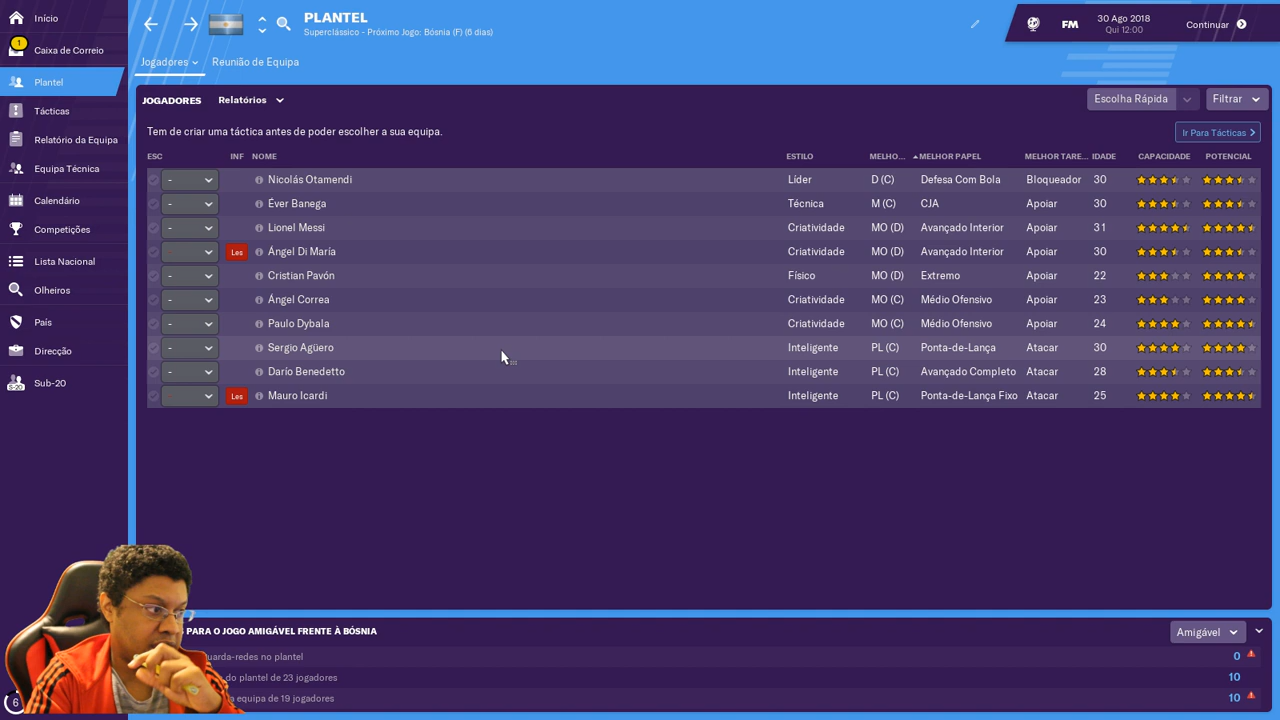 Início
1
Caixa de Correio
Plantel
Tácticas
Relatório da Equipa
Equipa Técnica
Calendário
Competições
Lista Nacional
Olheiros
País
Direcção
S-20 Sub-20
6
PLANTEL
Superclássico - Próximo Jogo: Bósnia (F) (6 dias)
FM
30 Ago 2018
Qui 12:00
Continuar
Jogadores
Reunião de Equipa
JOGADORES Relatórios
Escolha Rápida
Filtrar
Tem de criar uma táctica antes de poder escolher a sua equipa.
Ir Para Tácticas
ESC INF NOME ESTILO MELHO... MELHOR PAPEL MELHOR TARE... IDADE CAPACIDADE POTENCIAL
- Nicolás Otamendi Líder D (C) Defesa Com Bola Bloqueador 30
- Éver Banega Técnica M (C) CJA Apoiar 30
- Lionel Messi Criatividade MO (D) Avançado Interior Apoiar 31
- Les Ángel Di María Criatividade MO (D) Avançado Interior Apoiar 30
- Cristian Pavón Físico MO (D) Extremo Apoiar 22
- Ángel Correa Criatividade MO (C) Médio Ofensivo Apoiar 23
- Paulo Dybala Criatividade MO (C) Médio Ofensivo Apoiar 24
- Sergio Agüero Inteligente PL (C) Ponta-de-Lança Atacar 30
- Darío Benedetto Inteligente PL (C) Avançado Completo Atacar 28
Les Mauro Icardi Inteligente PL (C) Ponta-de-Lança Fixo Atacar 25
PARA O JOGO AMIGÁVEL FRENTE À BÓSNIA
Amigável
no plantel 0
do plantel de 23 jogadores 10
equipa de 19 jogadores 10